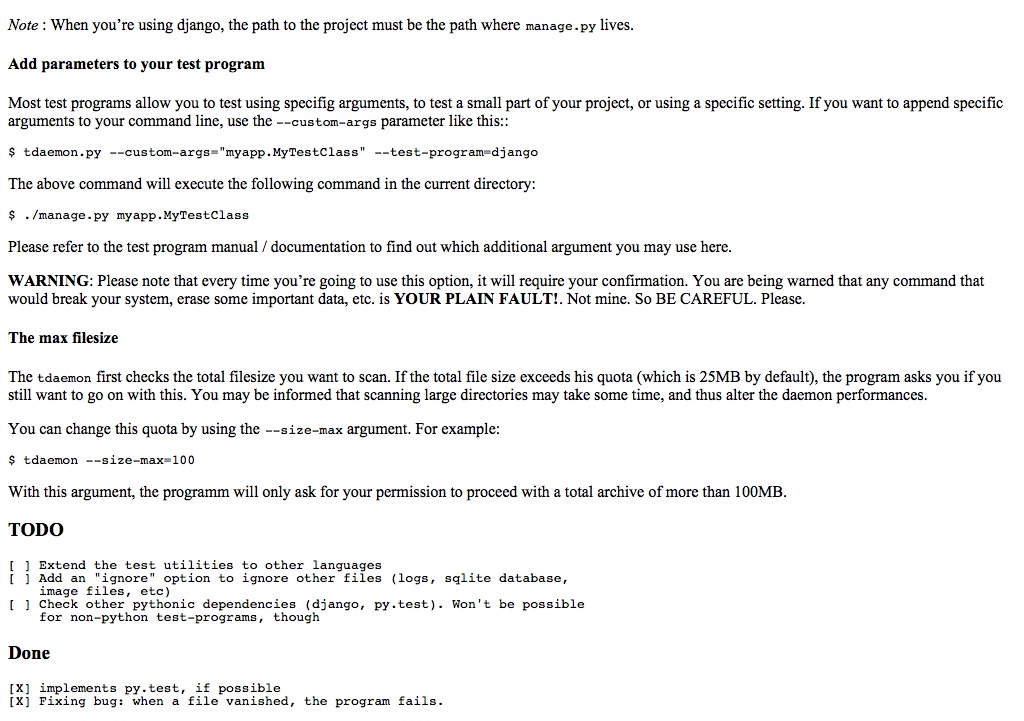 Note : When you’re using django, the path to the project must be the path where manage.py lives.
Add parameters to your test program
Most test programs allow you to test using specifig arguments, to test a small part of your project, or using a specific setting. If you want to append specific
arguments to your command line, use the --custom-args parameter like this::
$ tdaemon.py --custom-args="myapp.MyTestClass" --test-program=django
The above command will execute the following command in the current directory:
$ ./manage.py myapp.MyTestClass
Please refer to the test program manual / documentation to find out which additional argument you may use here.
WARNING: Please note that every time you’re going to use this option, it will require your confirmation. You are being warned that any command that
would break your system, erase some important data, etc. is YOUR PLAIN FAULT!. Not mine. So BE CAREFUL. Please.
The max filesize
The tdaemon first checks the total filesize you want to scan. If the total file size exceeds his quota (which is 25MB by default), the program asks you if you
still want to go on with this. You may be informed that scanning large directories may take some time, and thus alter the daemon performances.
You can change this quota by using the --size-max argument. For example:
$ tdaemon --size-max=100
With this argument, the programm will only ask for your permission to proceed with a total archive of more than 100MB.
TODO
[ ] Extend the test utilities to other languages
[ ] Add an "ignore" option to ignore other files (logs, sqlite database,
image files, etc)
[ ] Check other pythonic dependencies (django, py.test). Won't be possible
for non-python test-programs, though
Done
[X] implements py.test, if possible
[X] Fixing bug: when a file vanished, the program fails.